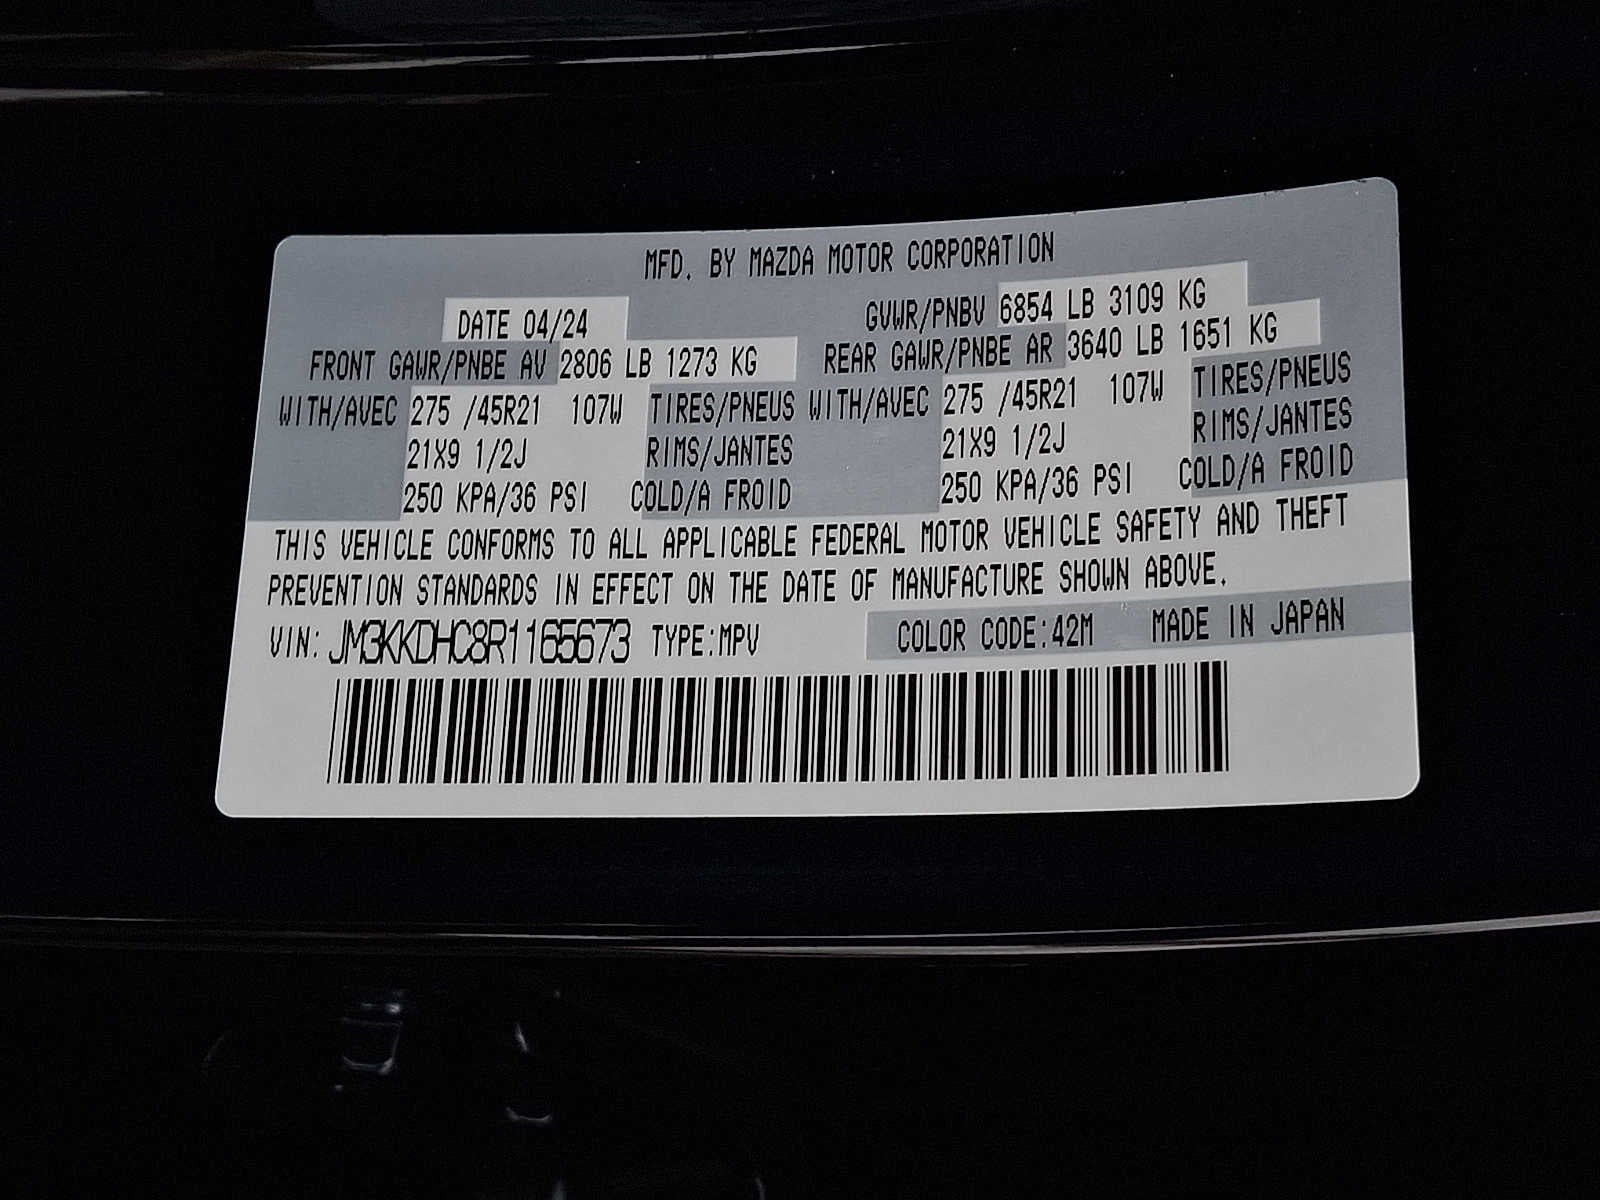 MFD. BY MAZDA MOTOR CORPORATION
DATE 04/24 GVWR/PNBV 6854 LB 3109 KG
FRONT GAWR/PNBE AV 2806 LB 1273 KG REAR GAWR/PNBE AR 3640 LB 1651 KG
WITH/AVEC 275 /45R21 107W TIRES/PNEUS WITH/AVEC 275 /45R21 107W TIRES/PNEUS
21X9 1/2J RIMS/JANTES 21X9 1/2J RIMS/JANTES
250 KPA/36 PSI COLD/A FROID 250 KPA/36 PSI COLD/A FROID
THIS VEHICLE CONFORMS TO ALL APPLICABLE FEDERAL MOTOR VEHICLE SAFETY AND THEFT
PREVENTION STANDARDS IN EFFECT ON THE DATE OF MANUFACTURE SHOWN ABOVE.
VIN: JM3KKDHC8R1165673 TYPE:MPV COLOR CODE:42M MADE IN JAPAN